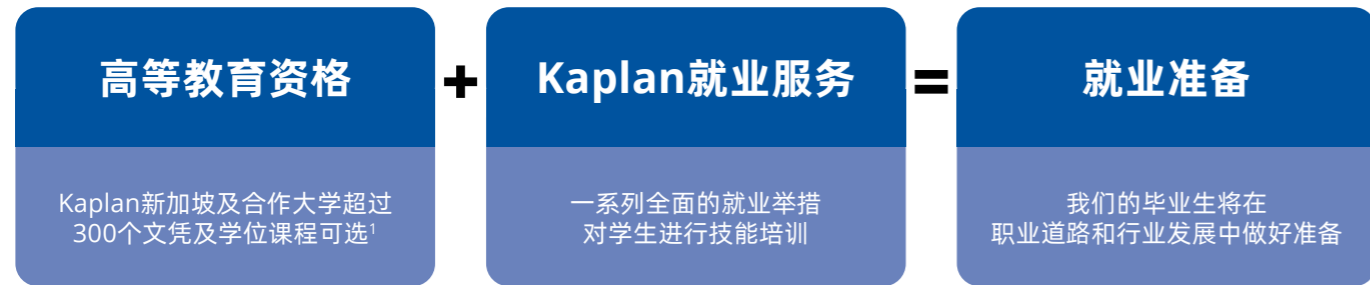 高等教育资格
Kaplan新加坡及合作大学超过
300个文凭及学位课程可选¹
+
Kaplan就业服务
一系列全面的就业举措
对学生进行技能培训
=
就业准备
我们的毕业生将在
职业道路和行业发展中做好准备